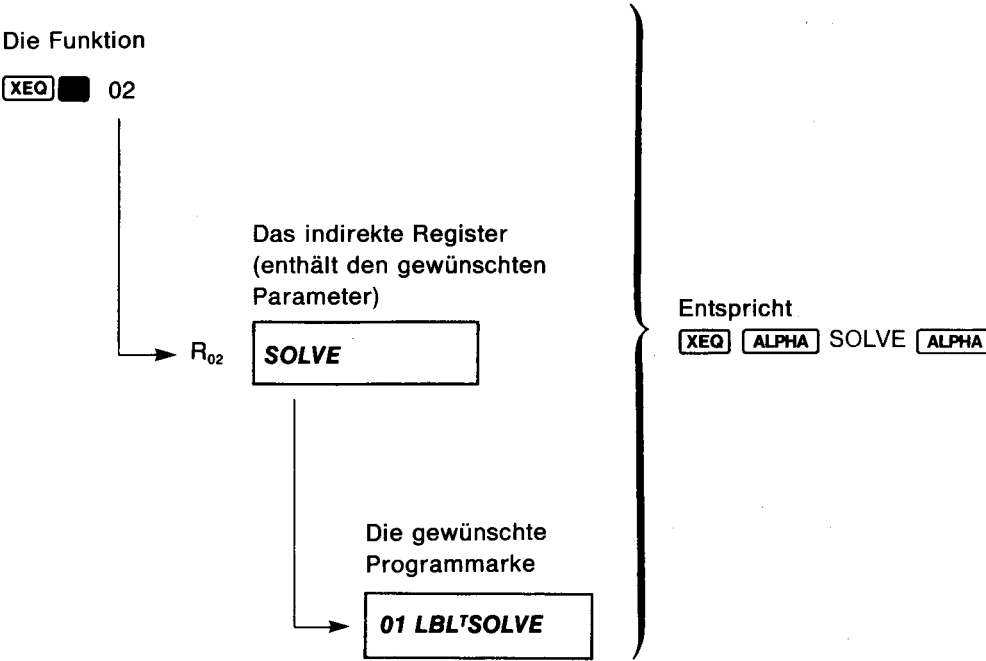 Die Funktion
XEQ 02
Das indirekte Register
(enthält den gewünschten
Parameter)
R₀₂ SOLVE
Entspricht
XEQ ALPHA SOLVE ALPHA
Die gewünschte
Programmarke
01 LBLᵀSOLVE